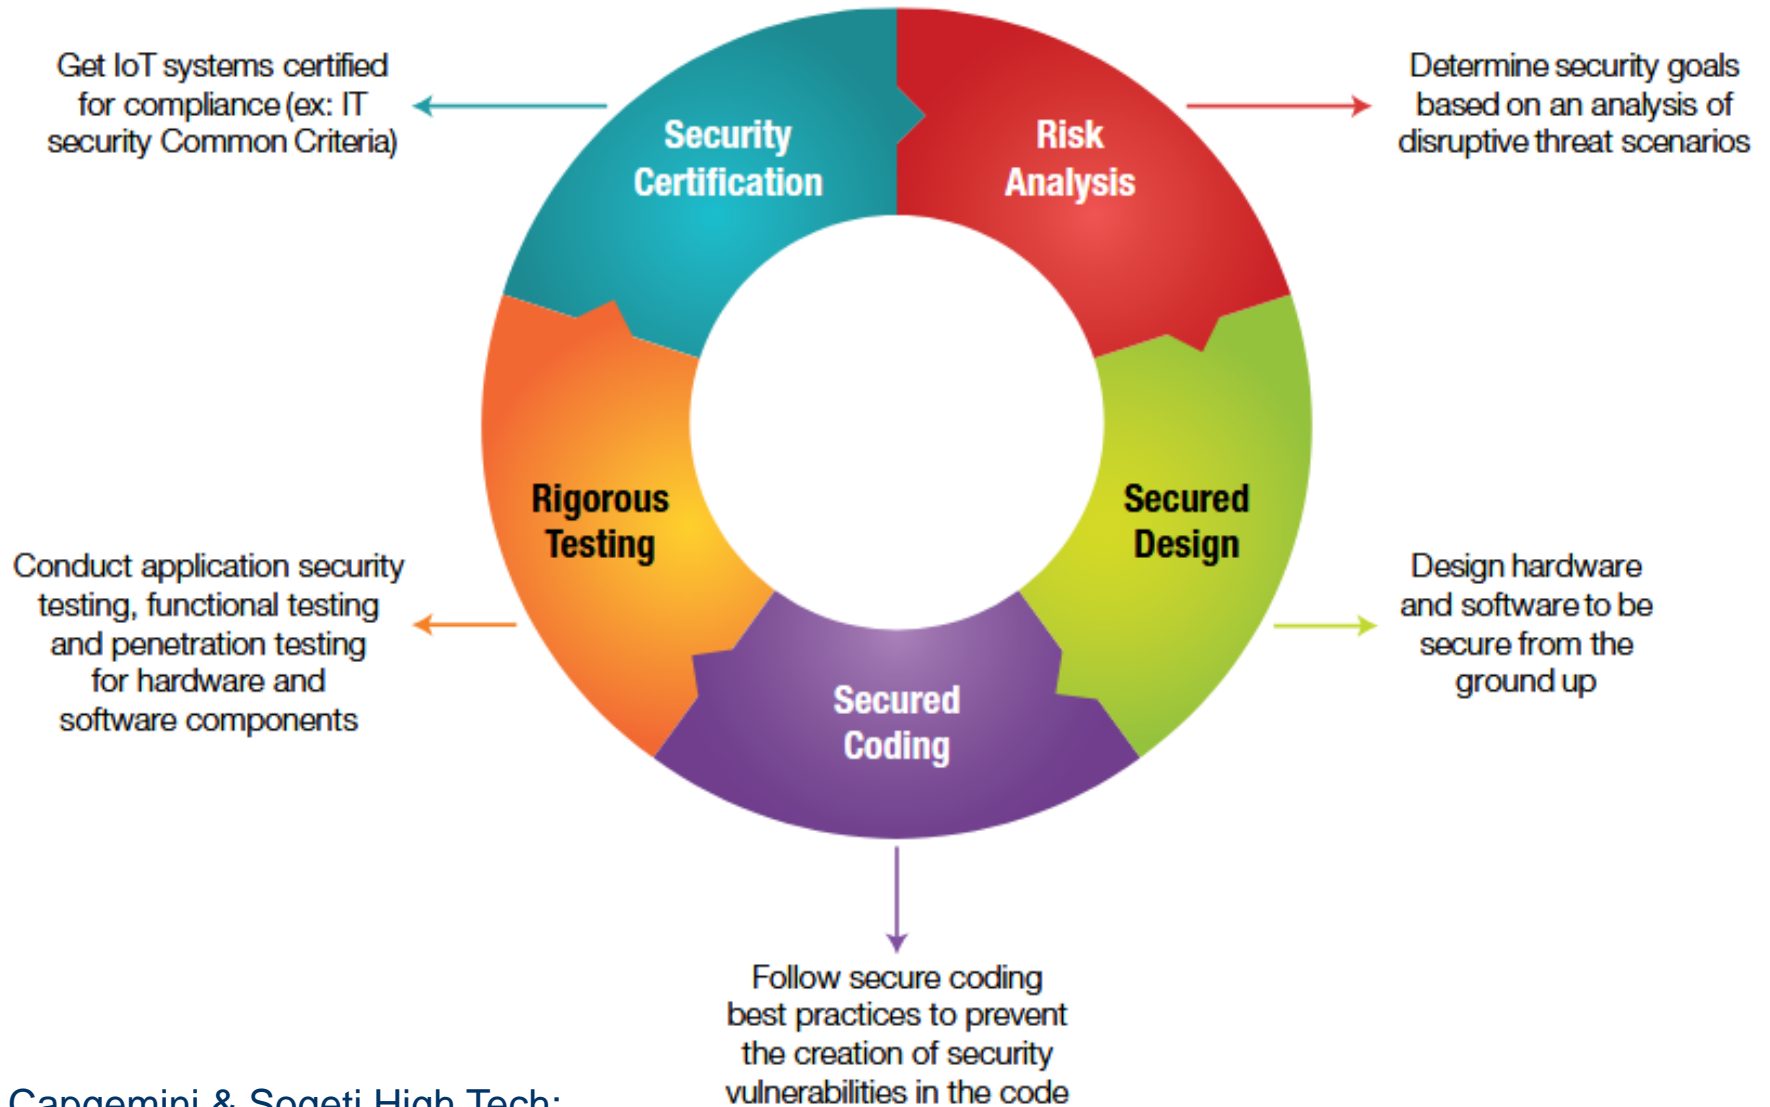 Get IoT systems certified
for compliance (ex: IT
security Common Criteria)
Security
Certification
Risk
Analysis
Determine security goals
based on an analysis of
disruptive threat scenarios
Rigorous
Testing
Secured
Design
Conduct application security
testing, functional testing
and penetration testing
for hardware and
software components
Design hardware
and software to be
secure from the
ground up
Secured
Coding
Follow secure coding
best practices to prevent
the creation of security
vulnerabilities in the code
Capgemini & Sogeti High Tech: